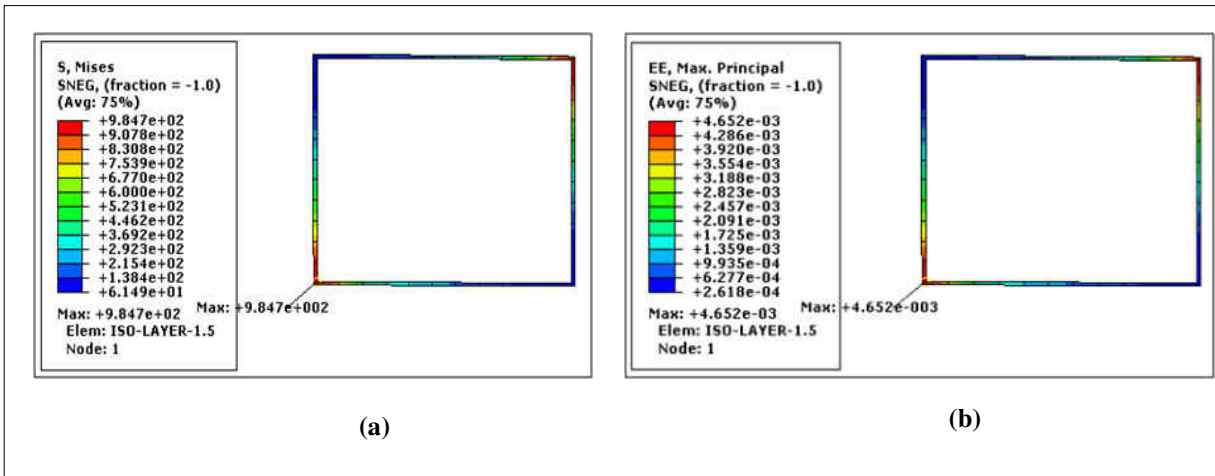 S, Mises
SNEG, (fraction = -1.0)
(Avg: 75%)
+9.847e+02
+9.078e+02
+8.308e+02
+7.539e+02
+6.770e+02
+6.000e+02
+5.231e+02
+4.462e+02
+3.692e+02
+2.923e+02
+2.154e+02
+1.384e+02
+6.149e+01
Max: +9.847e+02
Elem: ISO-LAYER-1.5
Node: 1
Max: +9.847e+002
(a)
EE, Max. Principal
SNEG, (fraction = -1.0)
(Avg: 75%)
+4.652e-03
+4.286e-03
+3.920e-03
+3.554e-03
+3.188e-03
+2.823e-03
+2.457e-03
+2.091e-03
+1.725e-03
+1.359e-03
+9.935e-04
+6.277e-04
+2.618e-04
Max: +4.652e-03
Elem: ISO-LAYER-1.5
Node: 1
Max: +4.652e-003
(b)